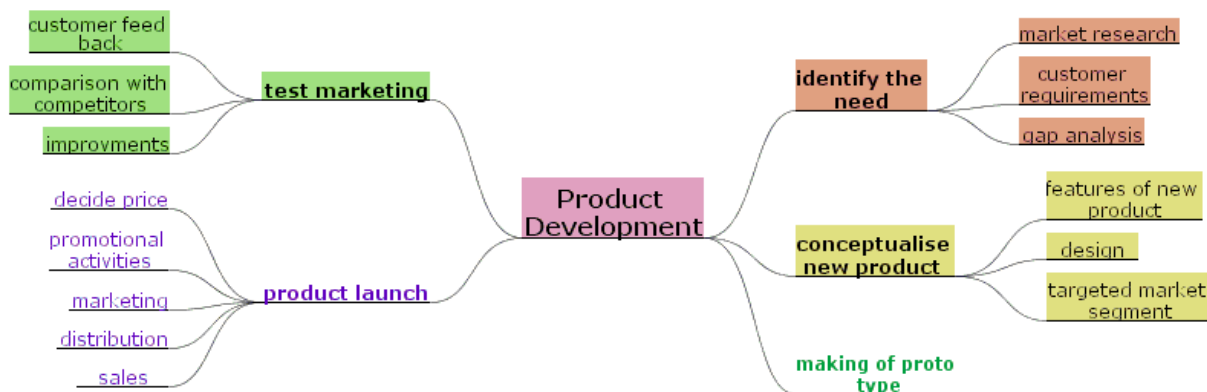 Product
Development
identify the
need
market research
customer
requirements
gap analysis
conceptualise
new product
features of new
product
design
targeted market
segment
making of proto
type
test marketing
customer feed
back
comparison with
competitors
improvments
product launch
decide price
promotional
activities
marketing
distribution
sales